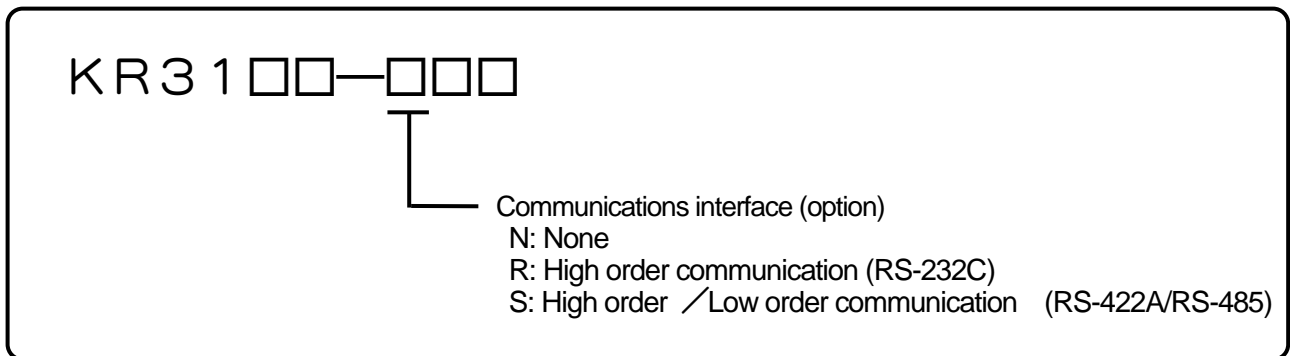 KR31□□—□□□
Communications interface (option)
N: None
R: High order communication (RS-232C)
S: High order ／Low order communication (RS-422A/RS-485)